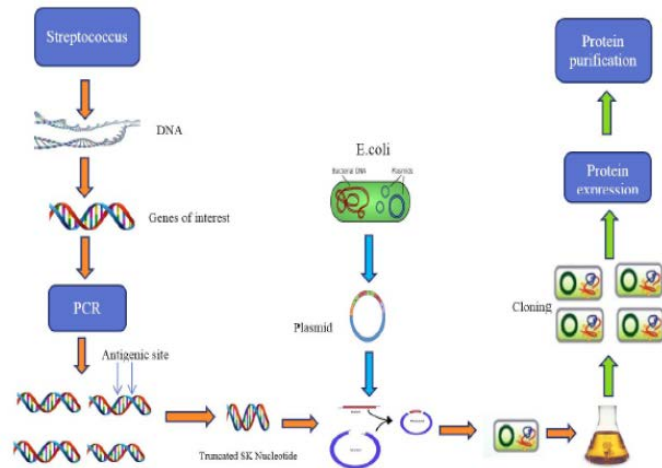 Streptococcus
DNA
Genes of interest
PCR
Antigenic site
Truncated SK Nucleotide
E.coli
Bacterial DNA
Plasmids
Plasmid
Cloning
Protein
expression
Protein
purification